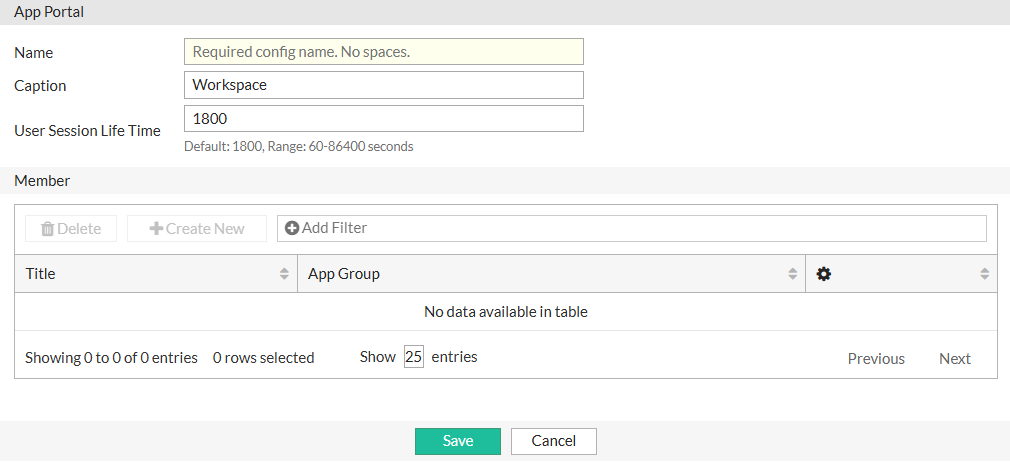 App Portal
Name Required config name. No spaces.
Caption Workspace
User Session Life Time 1800
Default: 1800, Range: 60-86400 seconds
Member
Delete Create New Add Filter
Title App Group
No data available in table
Showing 0 to 0 of 0 entries 0 rows selected Show 25 entries Previous Next
Save Cancel